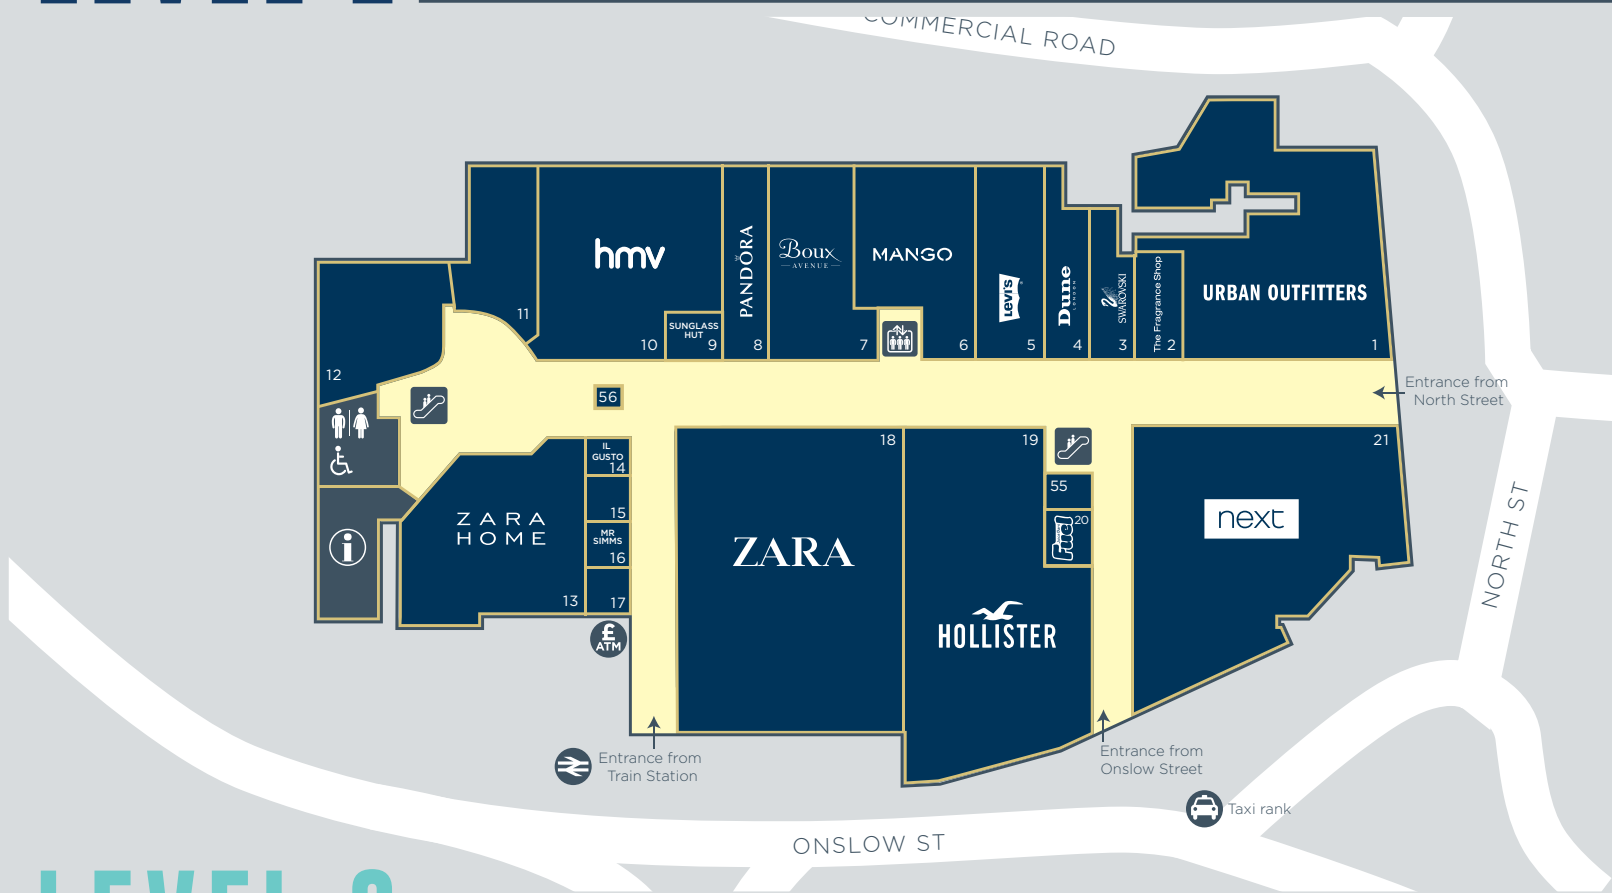 COMMERCIAL ROAD
hmv
PANDORA
Boux
AVENUE
MANGO
Levi's
Dune
LONDON
SWAROVSKI
The Fragrance Shop
URBAN OUTFITTERS
11
10
SUNGLASS
HUT
9
8
7
6
5
4
3
2
1
12
56
Entrance from
North Street
IL
GUSTO
14
15
MR
SIMMS
16
17
ZARA
HOME
13
18
ZARA
19
HOLLISTER
55
20
Fuel
21
next
NORTH ST
£
ATM
i
Entrance from
Train Station
Entrance from
Onslow Street
Taxi rank
ONSLOW ST